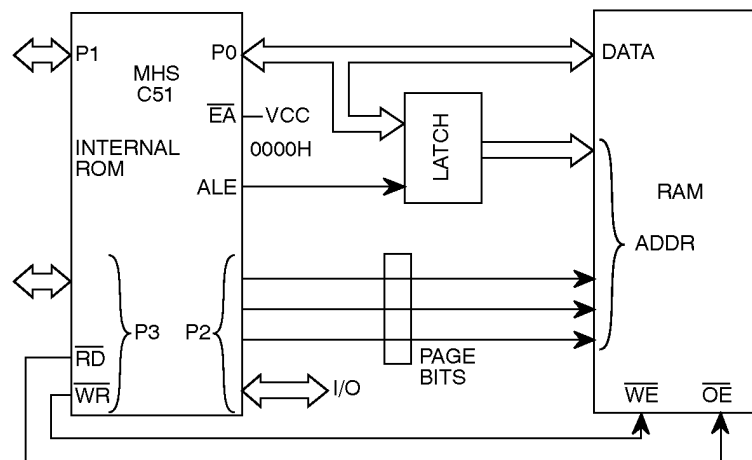 P1
MHS
C51
P0
EA
VCC
0000H
INTERNAL
ROM
ALE
LATCH
DATA
RAM
ADDR
P3
P2
RD
WR
PAGE
BITS
I/O
WE
OE